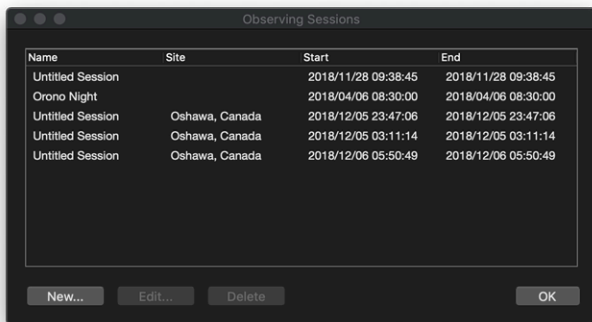 Observing Sessions
Name Site Start End
Untitled Session 2018/11/28 09:38:45 2018/11/28 09:38:45
Orono Night 2018/04/06 08:30:00 2018/04/06 08:30:00
Untitled Session Oshawa, Canada 2018/12/05 23:47:06 2018/12/05 23:47:06
Untitled Session Oshawa, Canada 2018/12/05 03:11:14 2018/12/05 03:11:14
Untitled Session Oshawa, Canada 2018/12/06 05:50:49 2018/12/06 05:50:49
New... Edit... Delete OK